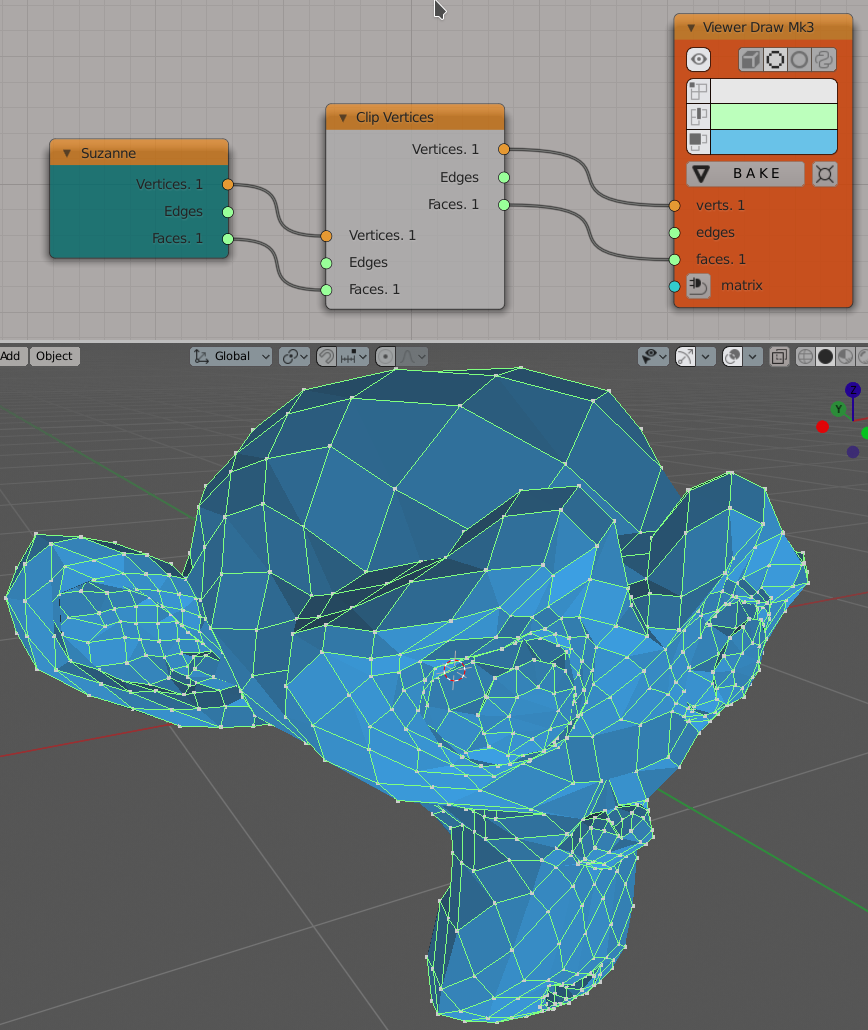 Viewer Draw Mk3
BAKE
verts. 1
edges
faces. 1
matrix
Clip Vertices
Vertices. 1
Edges
Faces. 1
Vertices. 1
Edges
Faces. 1
Suzanne
Vertices. 1
Edges
Faces. 1
Add Object Global
Z
Y